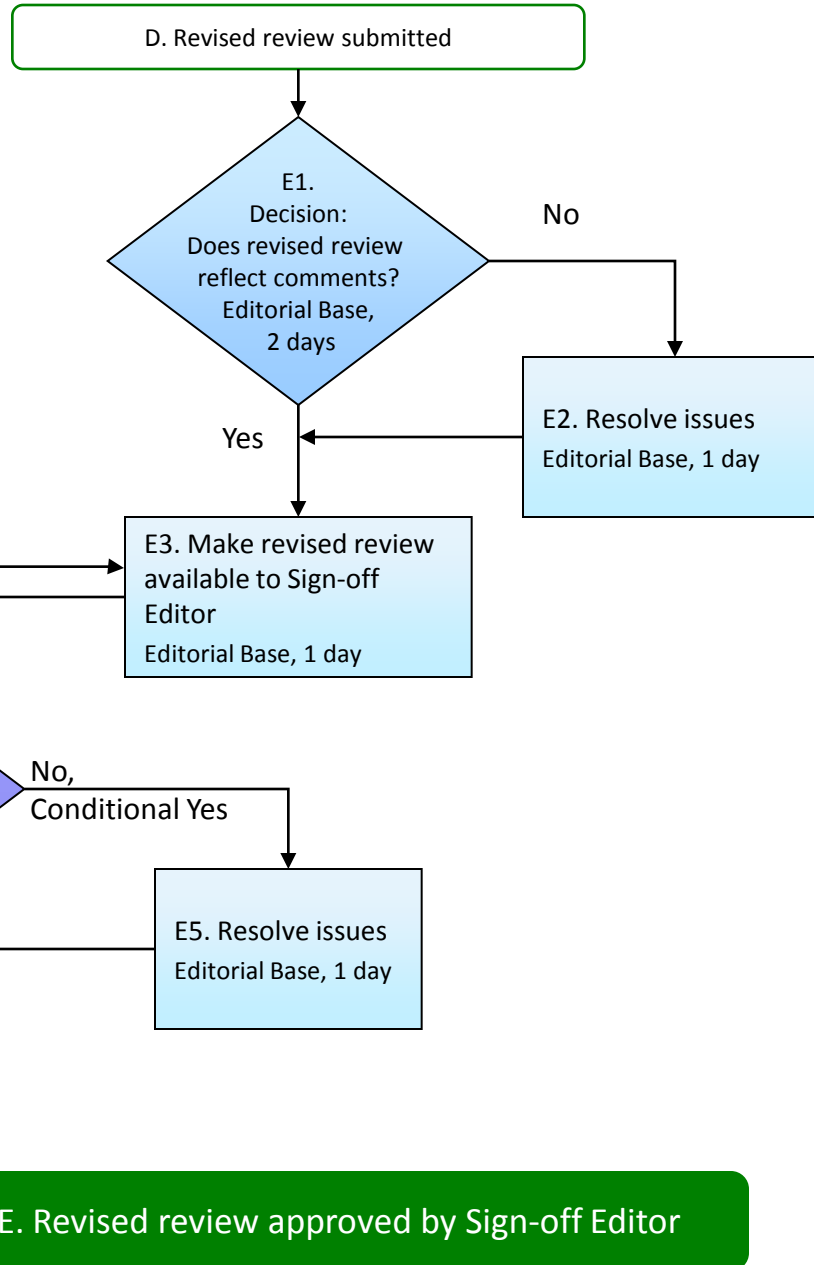 D. Revised review submitted
E1.
Decision:
Does revised review
reflect comments?
Editorial Base,
2 days
No
E2. Resolve issues
Editorial Base, 1 day
Yes
E3. Make revised review
available to Sign-off
Editor
Editorial Base, 1 day
No,
Conditional Yes
E5. Resolve issues
Editorial Base, 1 day
E. Revised review approved by Sign-off Editor